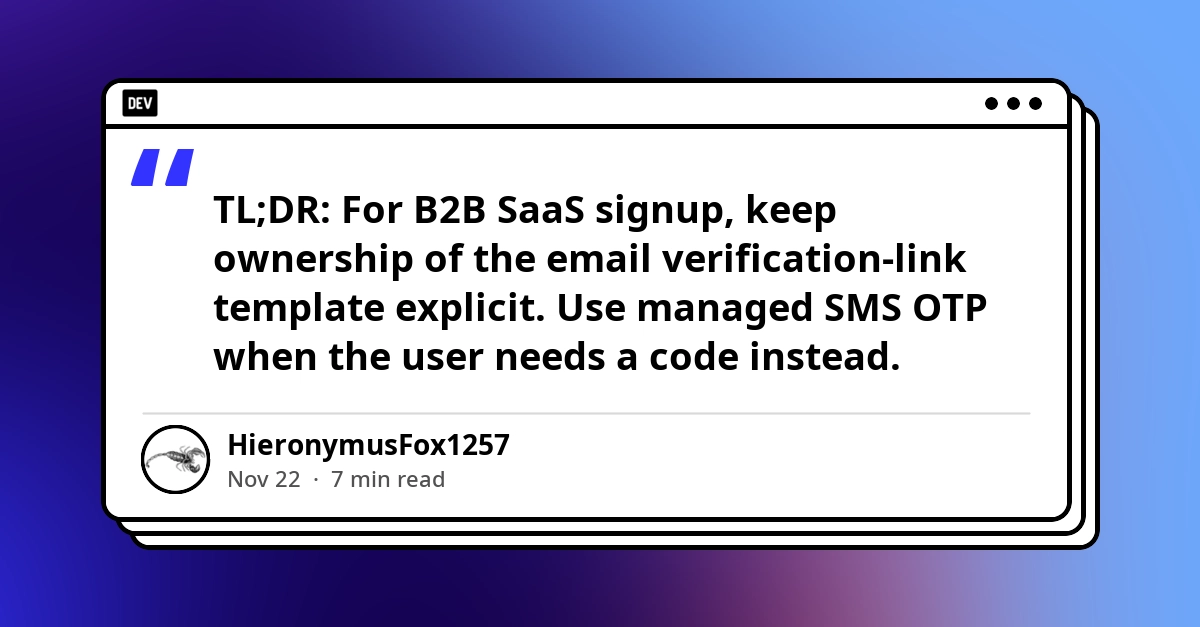 DEV
“
TL;DR: For B2B SaaS signup, keep
ownership of the email verification-link
template explicit. Use managed SMS OTP
when the user needs a code instead.
HieronymusFox1257
Nov 22 · 7 min read